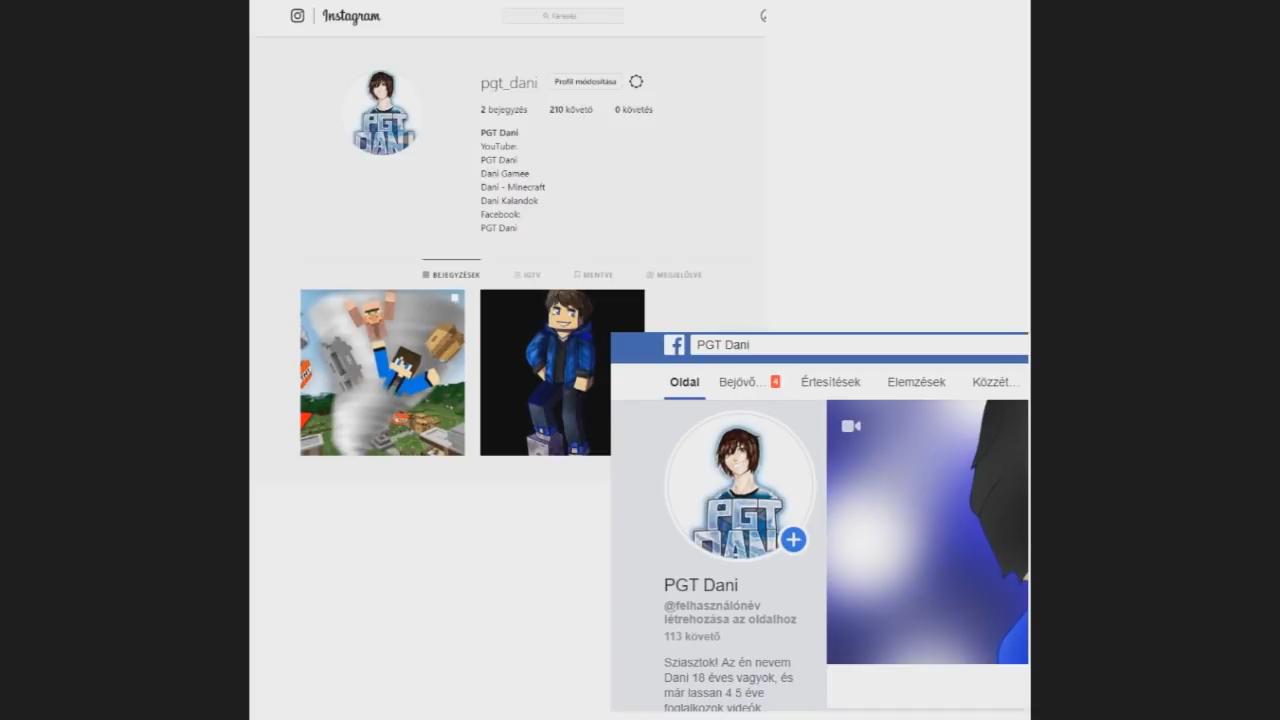 Instagram
Keresés
pgt_dani
Profil módosítása
2 bejegyzés 210 követő 0 követés
PGT Dani
YouTube:
PGT Dani
Dani Gamee
Dani - Minecraft
Dani Kalandok
Facebook:
PGT Dani
PGT DANI
BEJEGYZÉSEK IGTV MENTVE MEGJELÖLVE
PGT Dani
Oldal Bejövő... 4 Értesítések Elemzések Közzét...
PGT DANI
PGT Dani
@felhasználónév
létrehozása az oldalhoz
113 követő
Sziasztok! Az én nevem
Dani 18 éves vagyok, és
már lassan 4 5 éve
foglalkozok videók